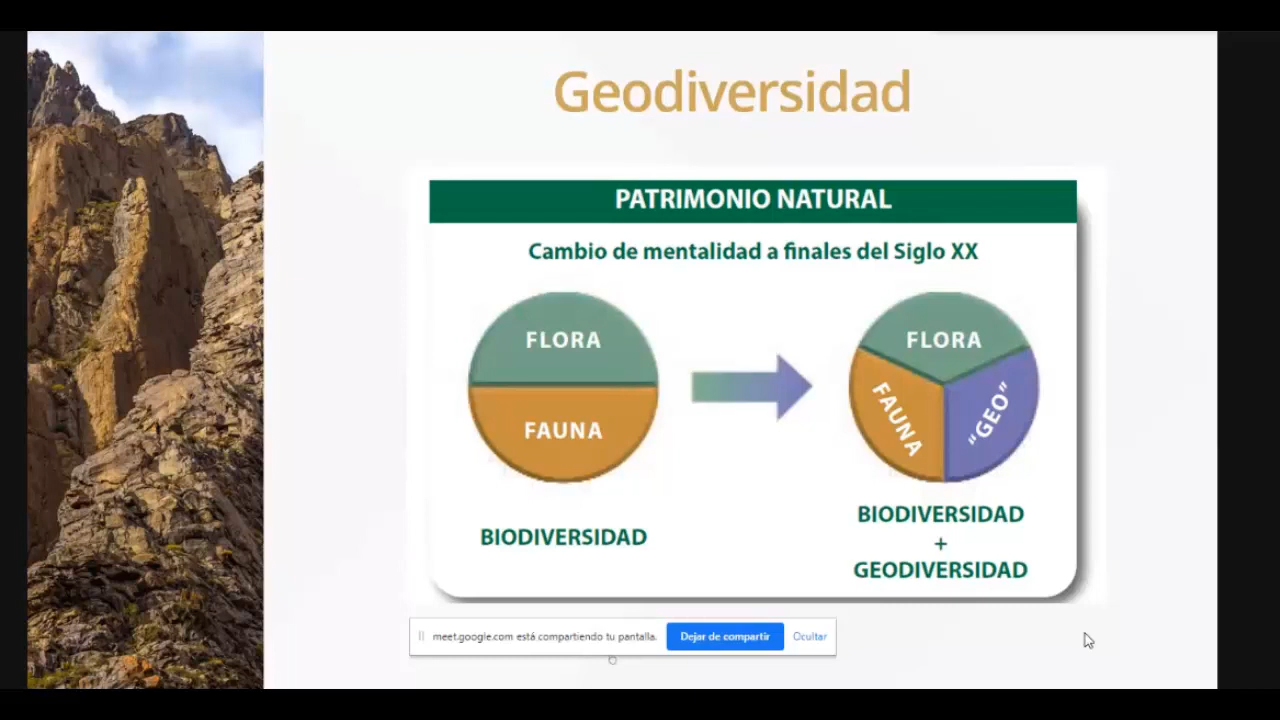 Geodiversidad
PATRIMONIO NATURAL
Cambio de mentalidad a finales del Siglo XX
FLORA
FAUNA
BIODIVERSIDAD
FLORA
FAUNA
"GEO"
BIODIVERSIDAD
+
GEODIVERSIDAD
meet.google.com está compartiendo tu pantalla. Dejar de compartir Ocultar